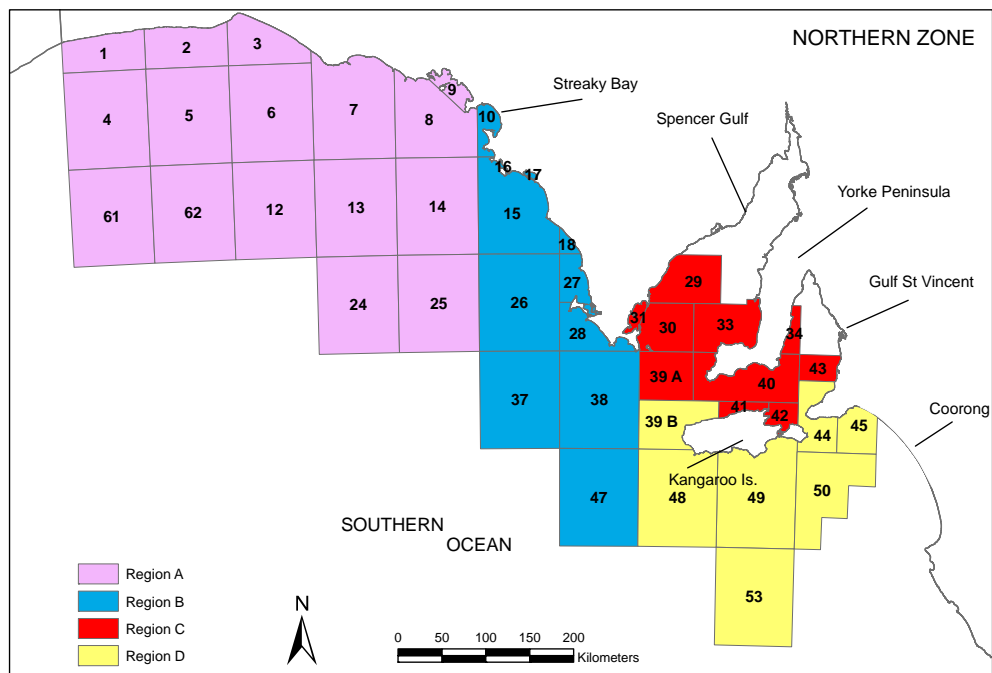 NORTHERN ZONE
1
2
3
9
Streaky Bay
4
5
6
7
8
10
Spencer Gulf
16
17
Yorke Peninsula
61
62
12
13
14
15
18
29
Gulf St Vincent
24
25
26
27
31
30
33
34
28
39 A
40
43
37
38
39 B
41
42
44
45
Coorong
Kangaroo Is.
47
48
49
50
SOUTHERN
OCEAN
53
Region A
Region B
Region C
Region D
N
0 50 100 150 200
Kilometers